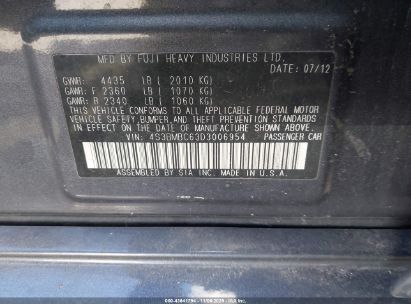 MFD BY FUJI HEAVY INDUSTRIES LTD.
DATE: 07/12
GVWR: 4435 LB ( 2010 KG)
GAWR: F 2360 LB ( 1070 KG)
GAWR: R 2340 LB ( 1060 KG)
THIS VEHICLE CONFORMS TO ALL APPLICABLE FEDERAL MOTOR
VEHICLE SAFETY, BUMPER, AND THEFT PREVENTION STANDARDS
IN EFFECT ON THE DATE OF MANUFACTURE SHOWN ABOVE.
VIN: 4S3BMBC63D3006954 PASSENGER CAR
ASSEMBLED BY SIA INC. MADE IN U.S.A.